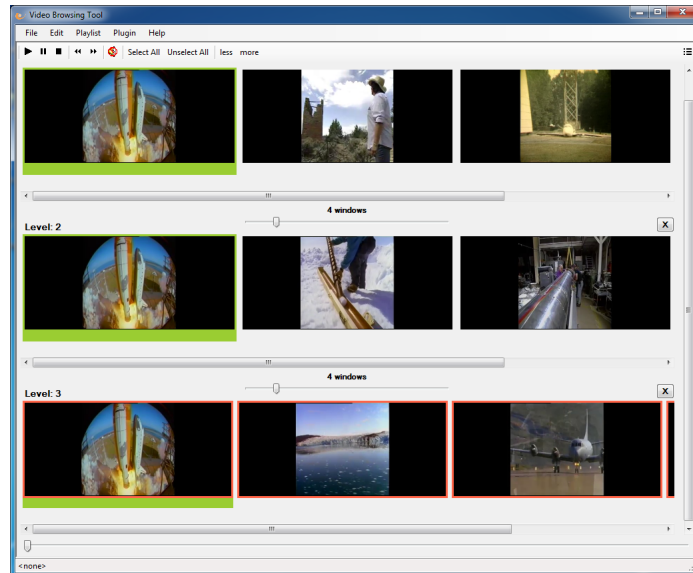 Video Browsing Tool
File Edit Playlist Plugin Help
Select All Unselect All less more
4 windows
Level: 2
X
4 windows
Level: 3
X
<none>